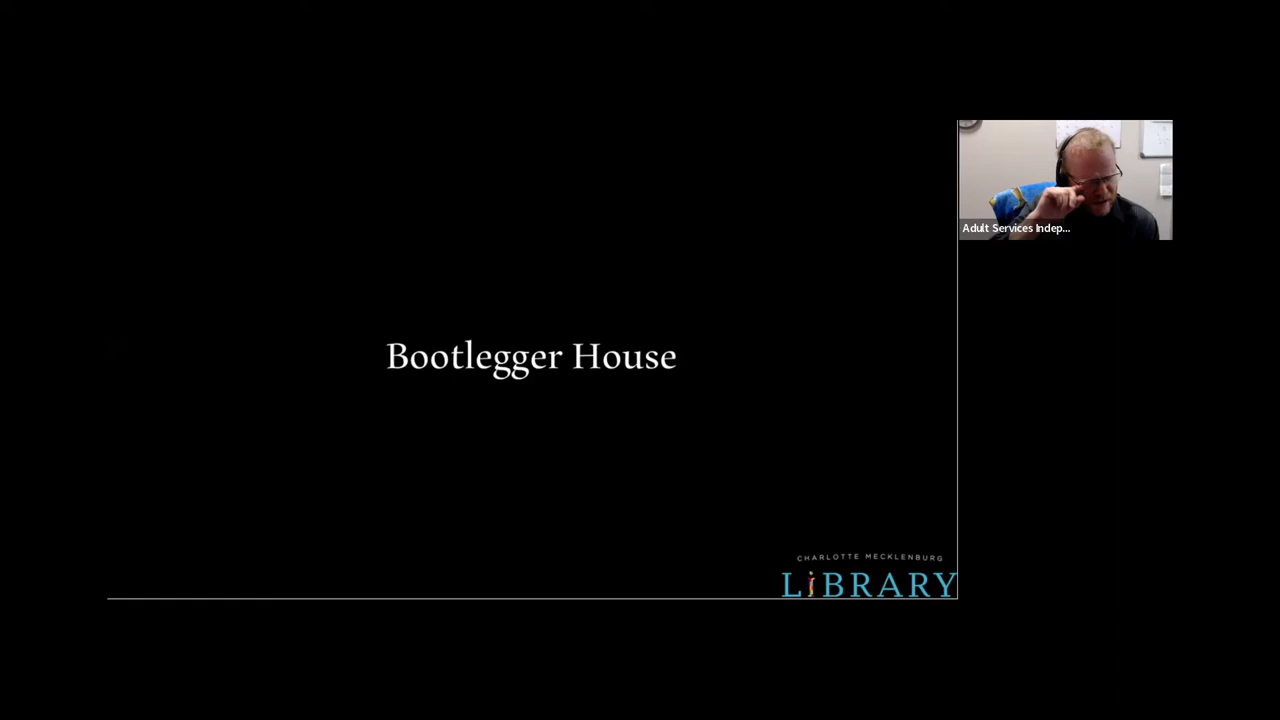 Adult Services Indep...
Bootlegger House
CHARLOTTE MECKLENBURG
LiBRARY